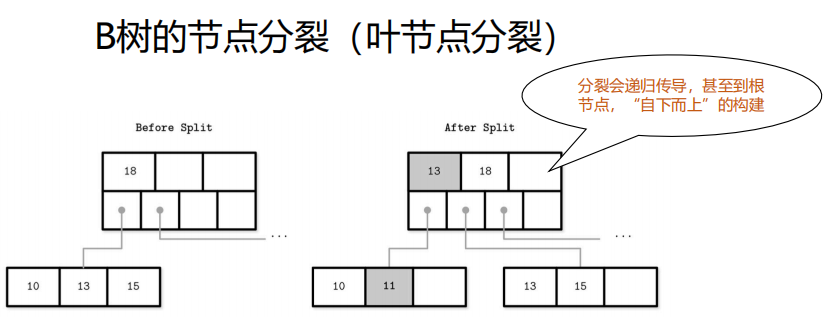 B树的节点分裂（叶节点分裂）
分裂会递归传导，甚至到根
节点，“自下而上”的构建
Before Split
After Split
18
13 18
...
...
10 13 15
10 11
13 15